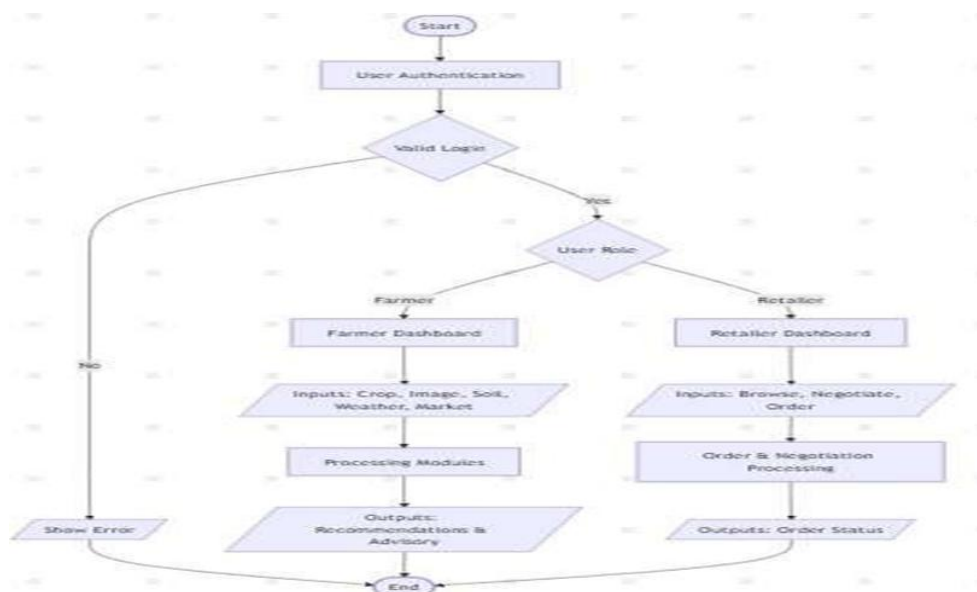 Start
User Authentication
Valid Login
Yes
User Role
Farmer
Retailer
Farmer Dashboard
Retailer Dashboard
No
Inputs: Crop, Image, Soil,
Weather, Market
Inputs: Browse, Negotiate,
Order
Processing Modules
Order & Negotiation
Processing
Show Error
Outputs:
Recommendations &
Advisory
Outputs: Order Status
End